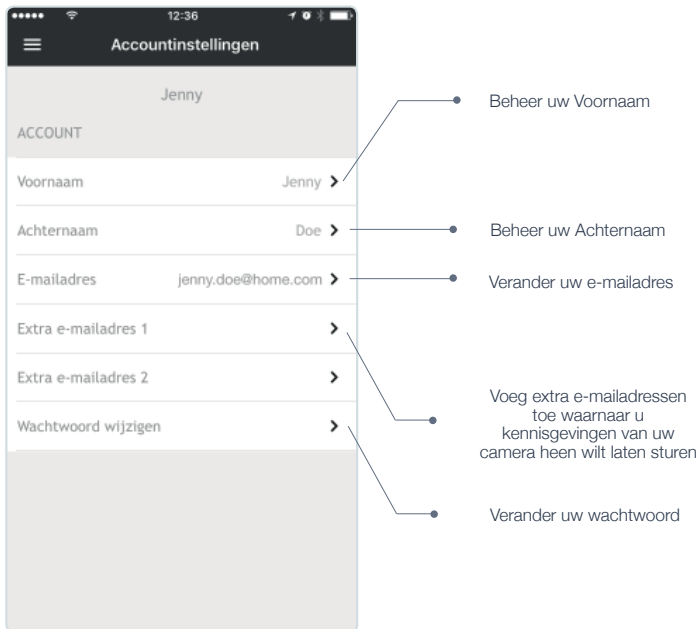 12:36
Accountinstellingen
Jenny
ACCOUNT
Voornaam Jenny
Achternaam Doe
E-mailadres jenny.doe@home.com
Extra e-mailadres 1
Extra e-mailadres 2
Wachtwoord wijzigen
Beheer uw Voornaam
Beheer uw Achternaam
Verander uw e-mailadres
Voeg extra e-mailadressen
toe waarnaar u
kennisgevingen van uw
camera heen wilt laten sturen
Verander uw wachtwoord